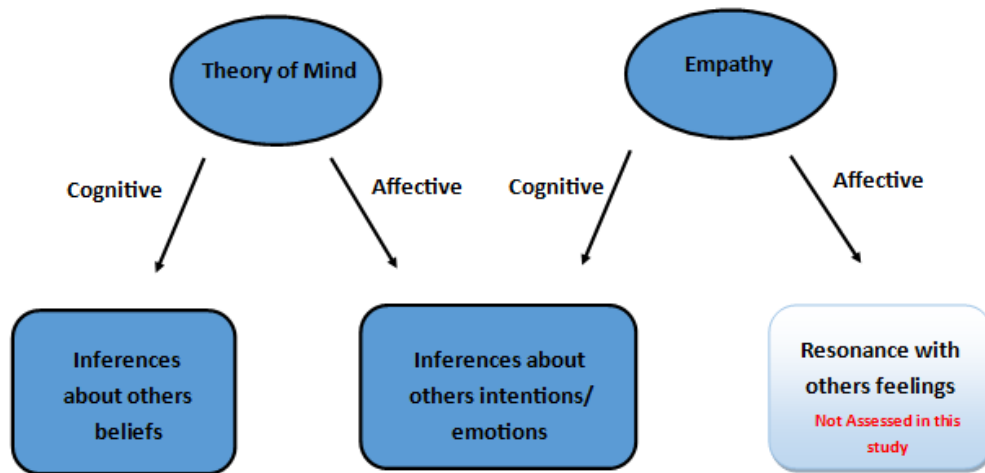 Theory of Mind
Empathy
Cognitive
Affective
Cognitive
Affective
Inferences
about others
beliefs
Inferences about
others intentions/
emotions
Resonance with
others feelings
Not Assessed in this
study